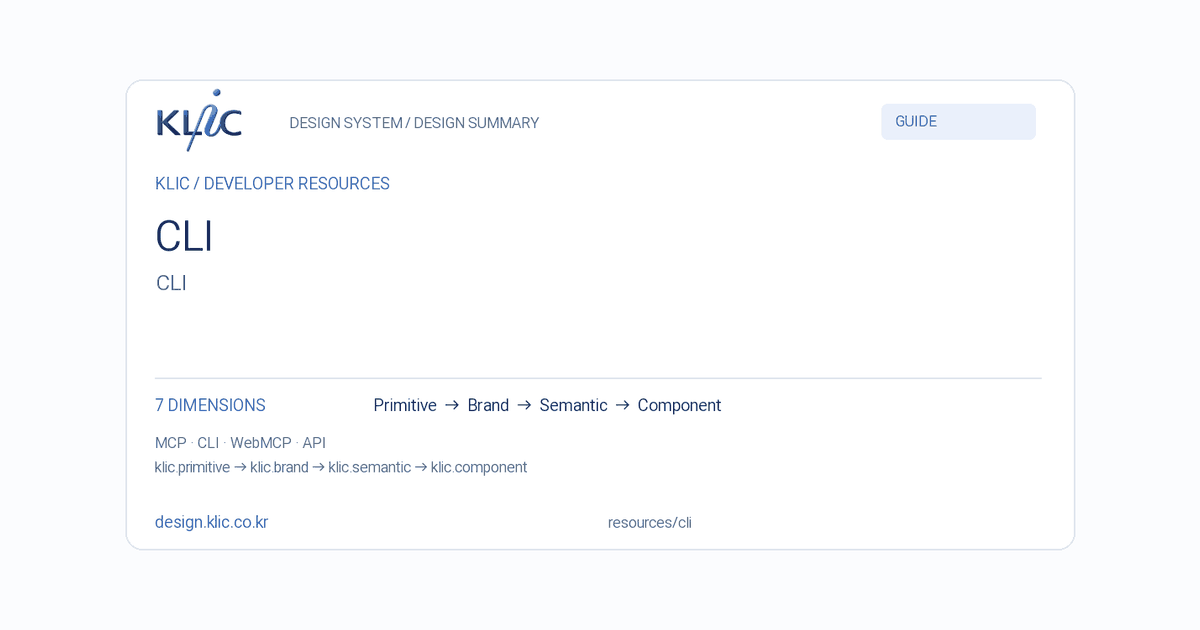 KLiC
DESIGN SYSTEM / DESIGN SUMMARY
GUIDE
KLIC / DEVELOPER RESOURCES
CLI
CLI
7 DIMENSIONS
Primitive → Brand → Semantic → Component
MCP · CLI · WebMCP · API
klic.primitive → klic.brand → klic.semantic → klic.component
design.klic.co.kr
resources/cli